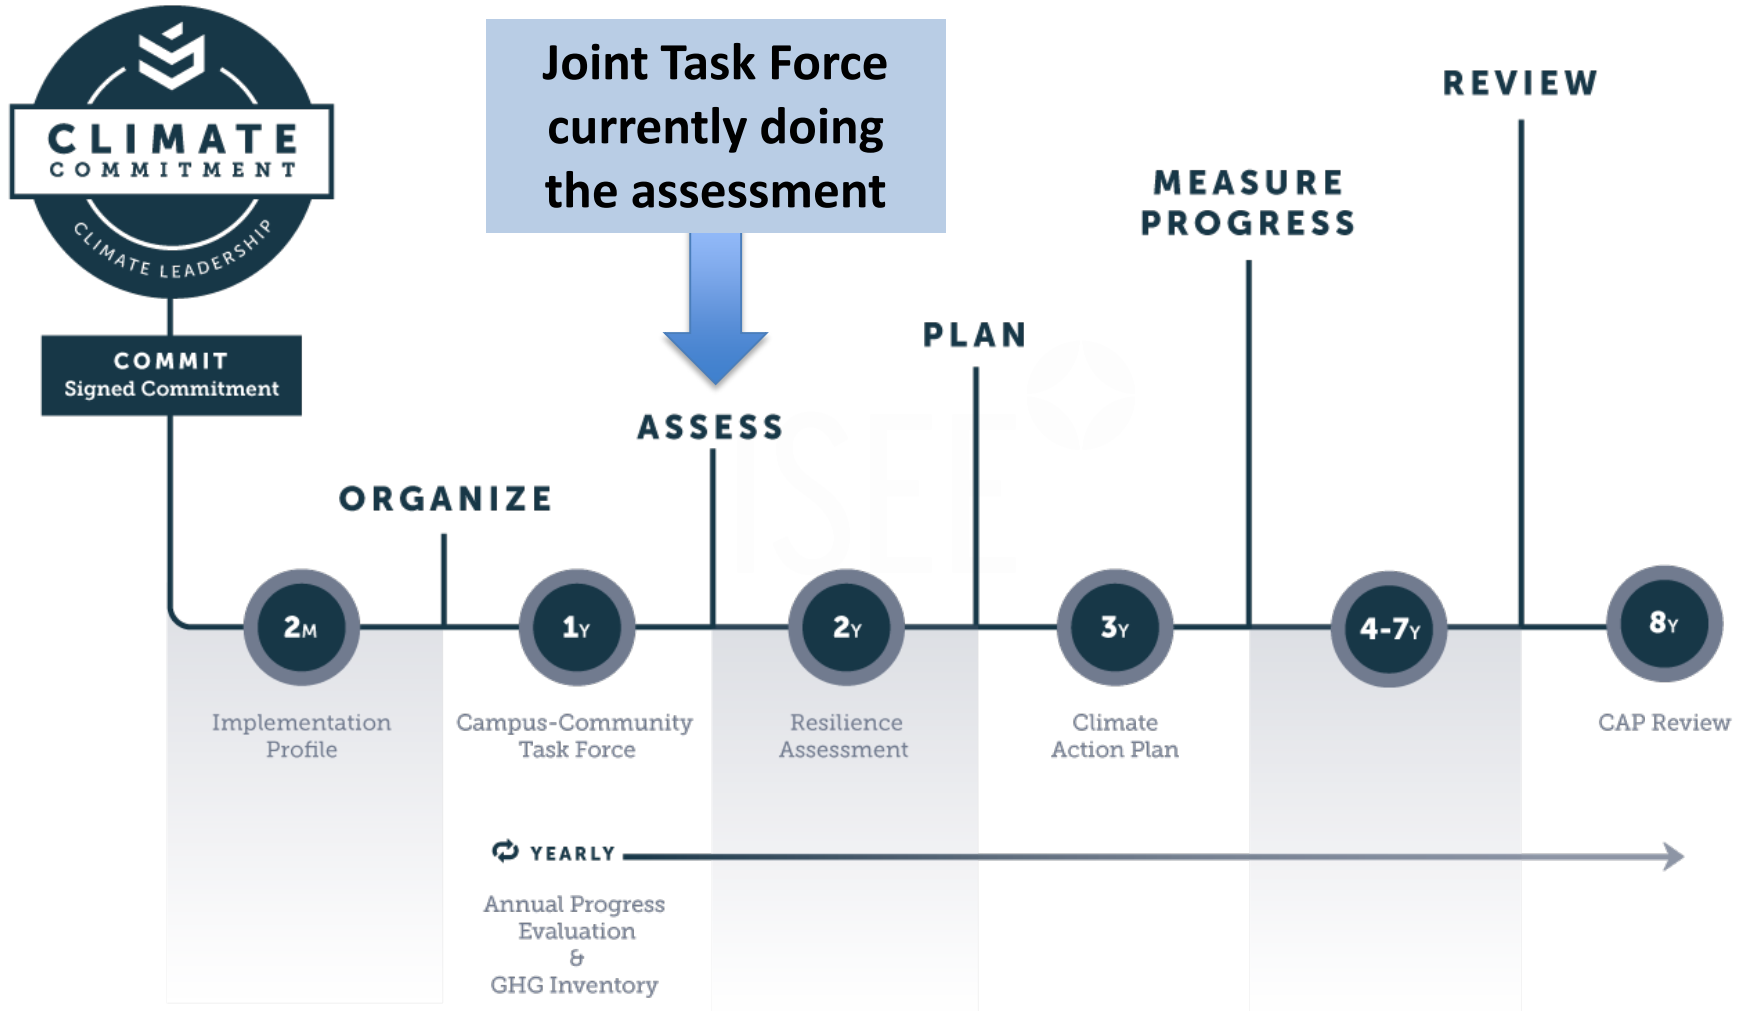 CLIMATE
COMMITMENT
CLIMATE LEADERSHIP
COMMIT
Signed Commitment
Joint Task Force
currently doing
the assessment
ORGANIZE
ASSESS
PLAN
MEASURE
PROGRESS
REVIEW
ISEE
2M
1Y
2Y
3Y
4-7Y
8Y
Implementation
Profile
Campus-Community
Task Force
Resilience
Assessment
Climate
Action Plan
CAP Review
YEARLY
Annual Progress
Evaluation
&
GHG Inventory